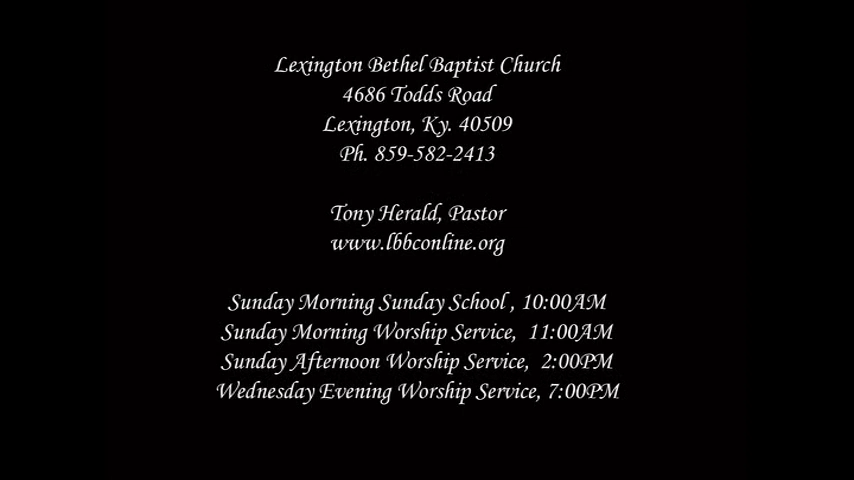 Lexington Bethel Baptist Church
4686 Todds Road
Lexington, Ky. 40509
Ph. 859-582-2413
Tony Herald, Pastor
www.lbbconline.org
Sunday Morning Sunday School , 10:00AM
Sunday Morning Worship Service, 11:00AM
Sunday Afternoon Worship Service, 2:00PM
Wednesday Evening Worship Service, 7:00PM